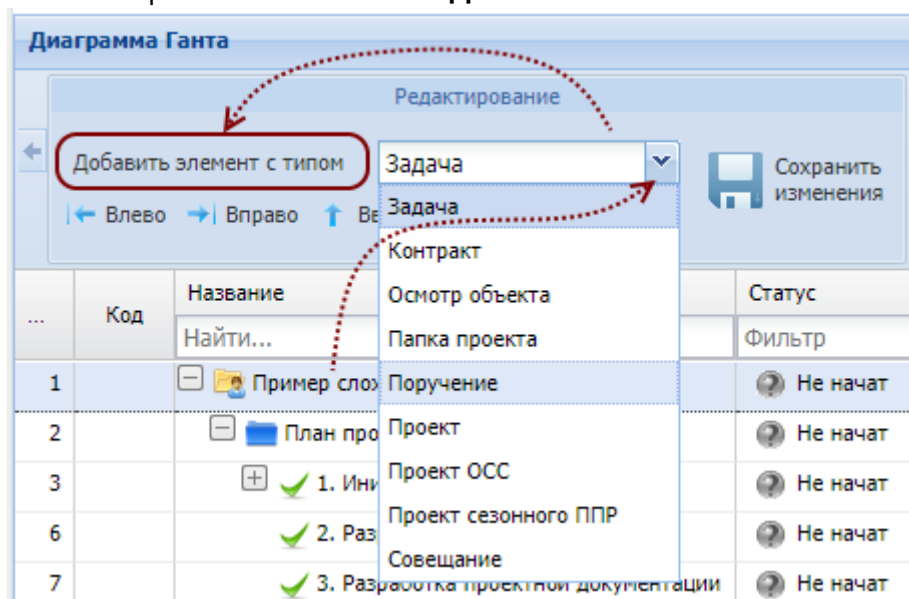 Диаграмма Ганта
Редактирование
Добавить элемент с типом
Задача
Сохранить
изменения
Влево Вправо
Задача
Контракт
Осмотр объекта
Папка проекта
Поручение
Проект
Проект ОСС
Проект сезонного ППР
Совещание
... Код Название Статус
Найти... Фильтр
1 Пример Не начат
2 План Не начат
3 1. Не начат
6 2. Не начат
7 3. Разработка проектной документации Не начат